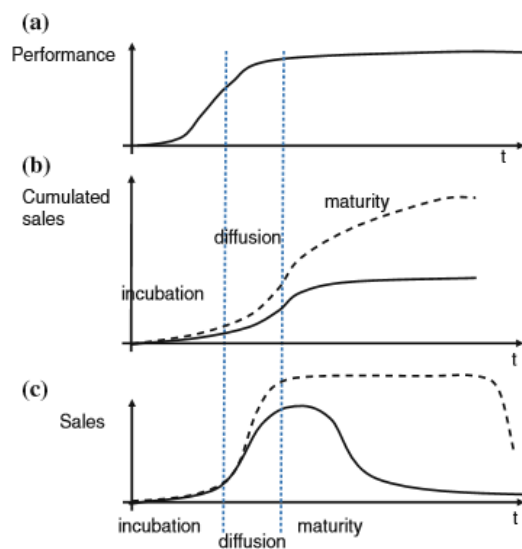 (a)
Performance
t
(b)
Cumulated
sales
maturity
diffusion
incubation
t
(c)
Sales
t
incubation
diffusion
maturity